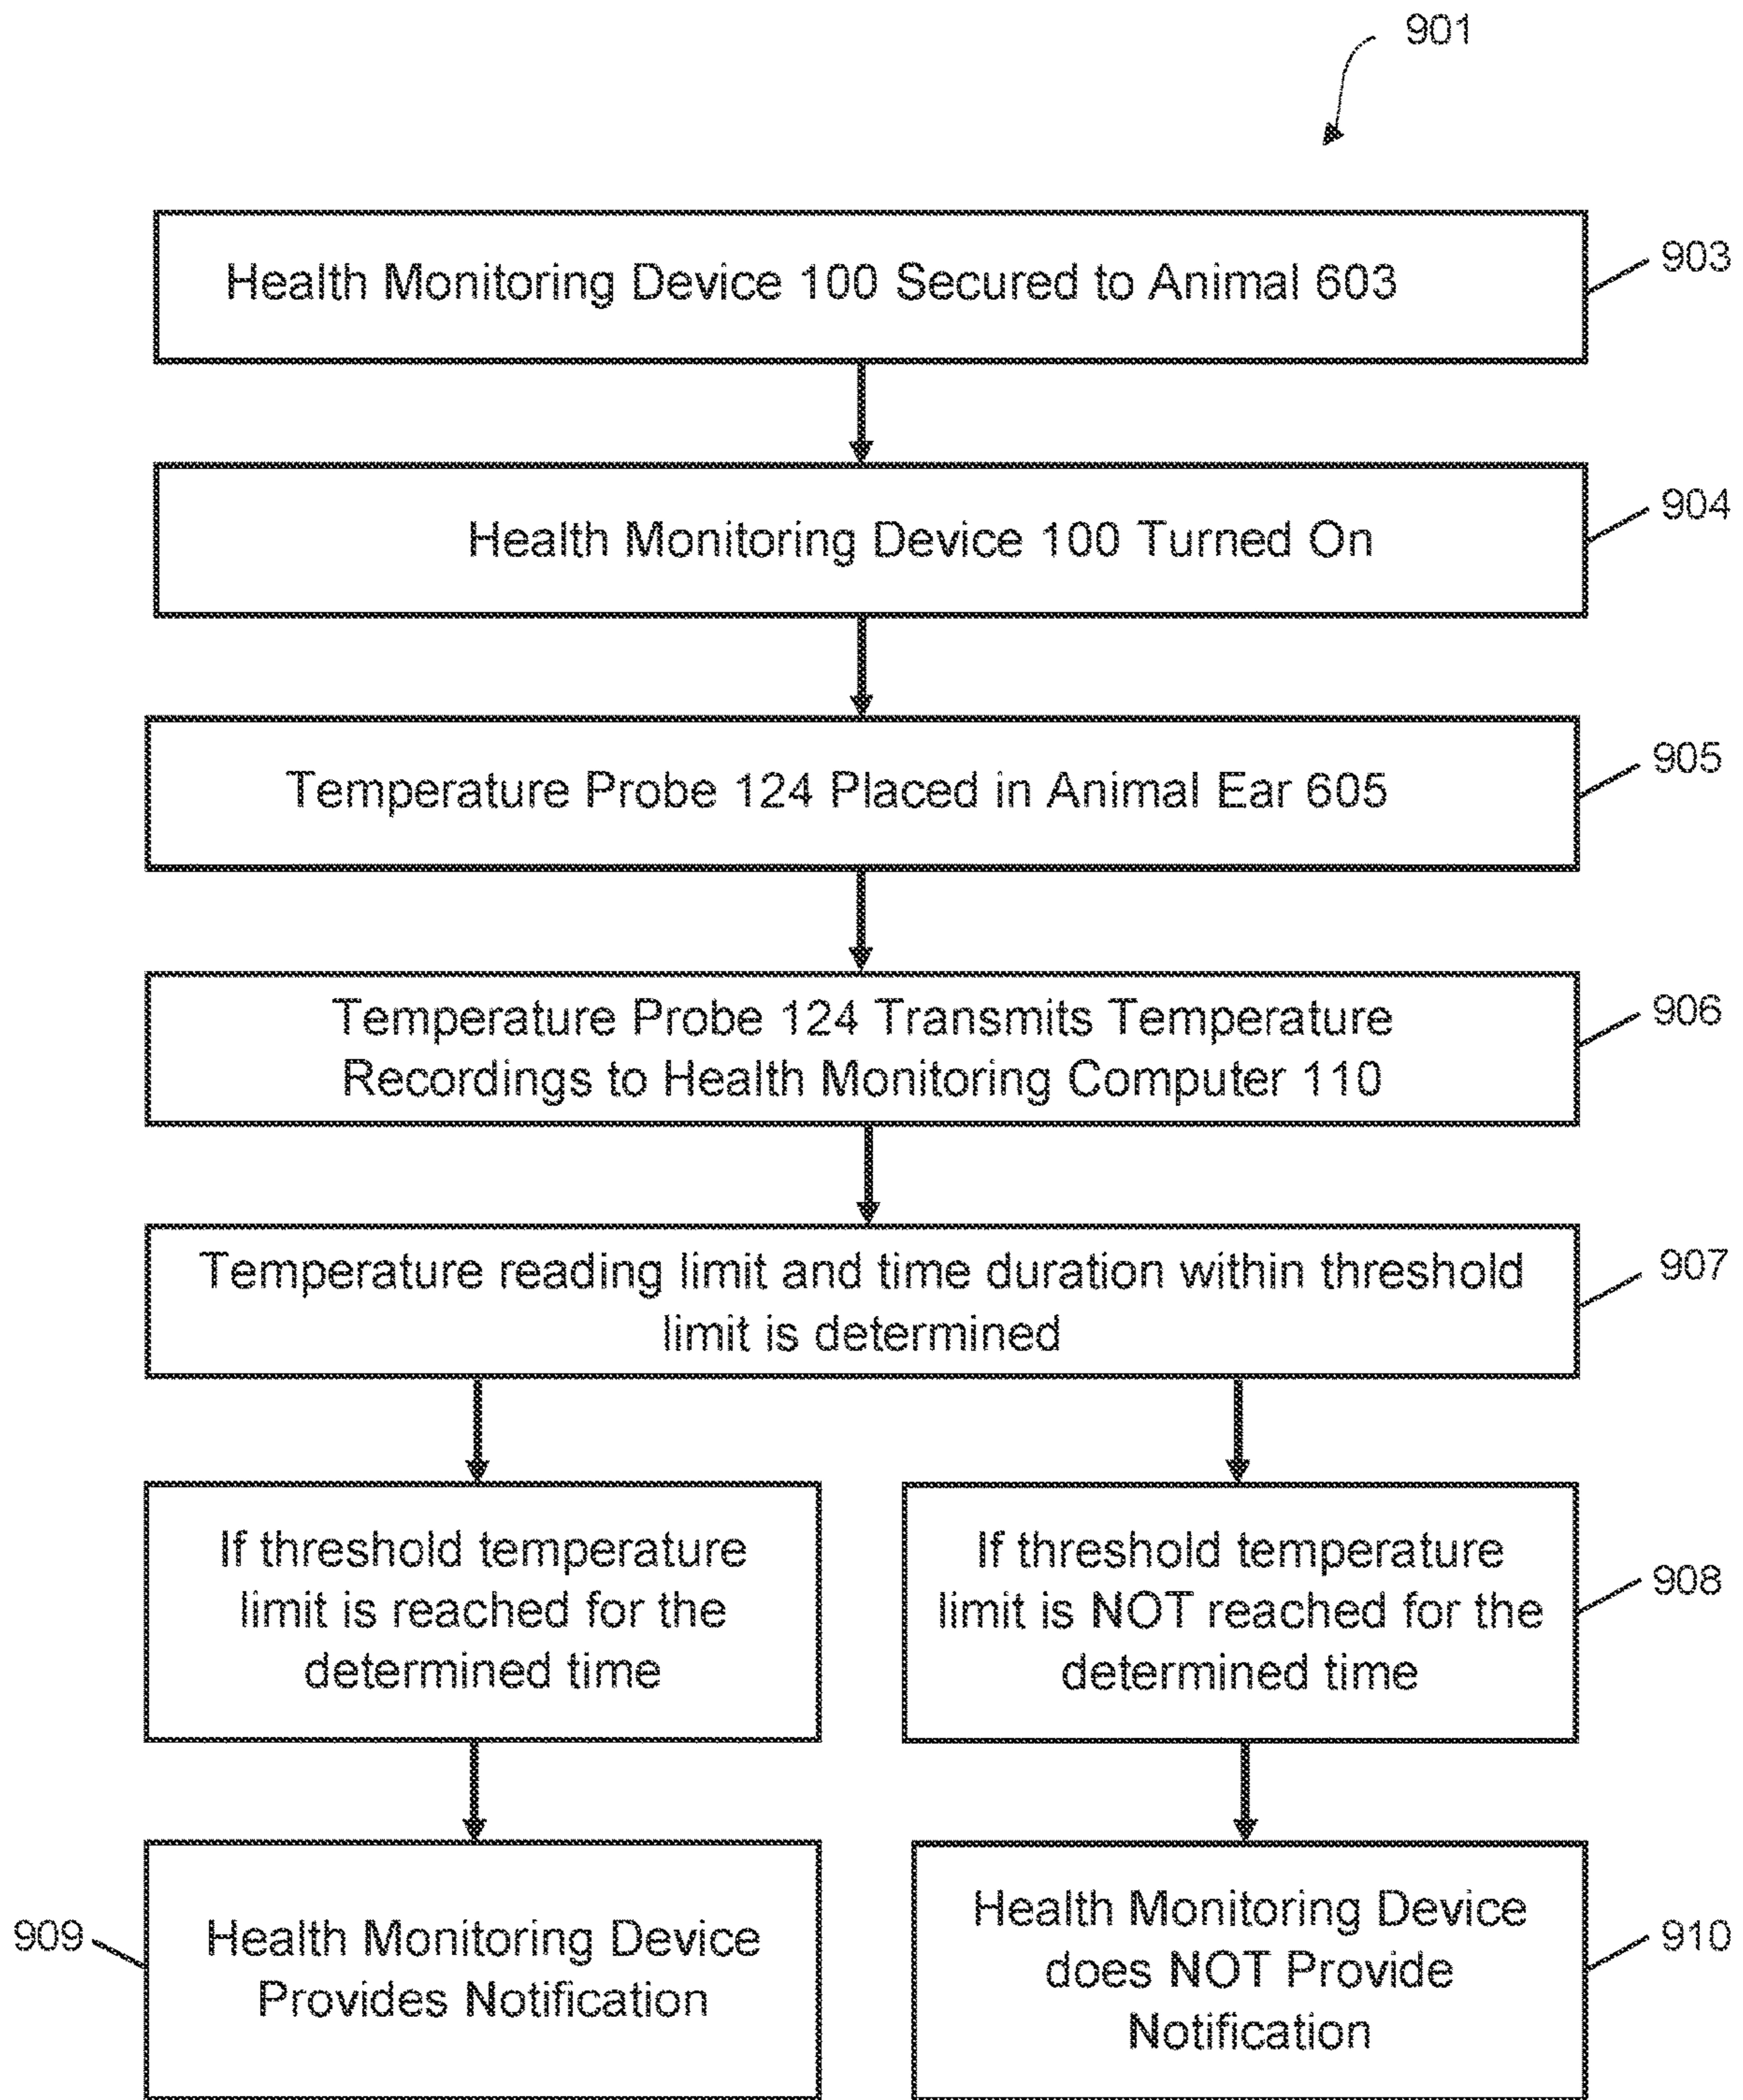 901
Health Monitoring Device 100 Secured to Animal 603
903
Health Monitoring Device 100 Turned On
904
Temperature Probe 124 Placed in Animal Ear 605
905
Temperature Probe 124 Transmits Temperature
Recordings to Health Monitoring Computer 110
906
Temperature reading limit and time duration within threshold
limit is determined
907
If threshold temperature
limit is reached for the
determined time
If threshold temperature
limit is NOT reached for the
determined time
908
909
Health Monitoring Device
Provides Notification
Health Monitoring Device
does NOT Provide
Notification
910